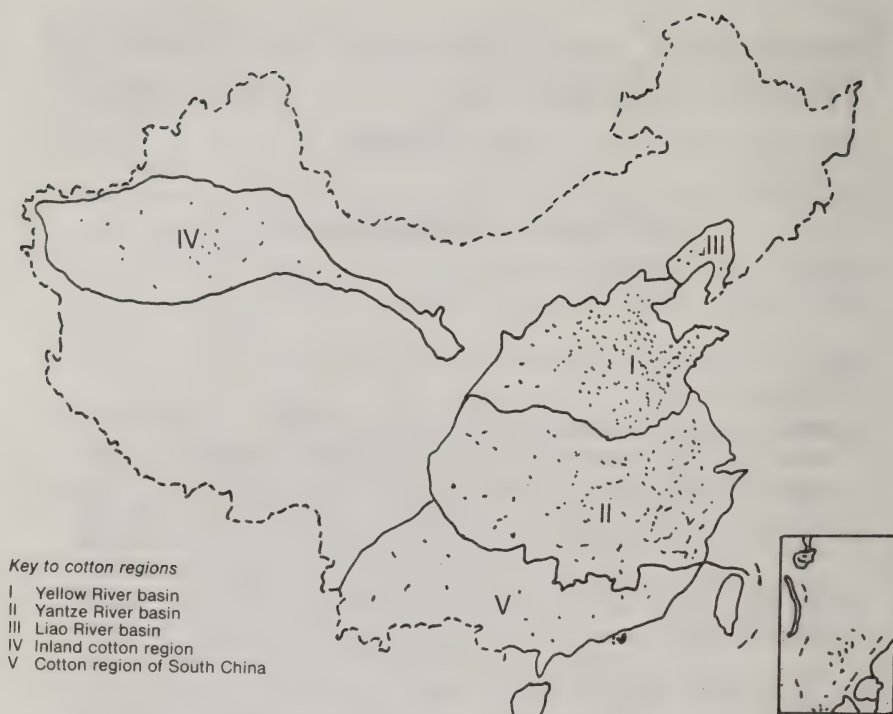 IV
III
I
II
V
Key to cotton regions
I Yellow River basin
II Yantze River basin
III Liao River basin
IV Inland cotton region
V Cotton region of South China